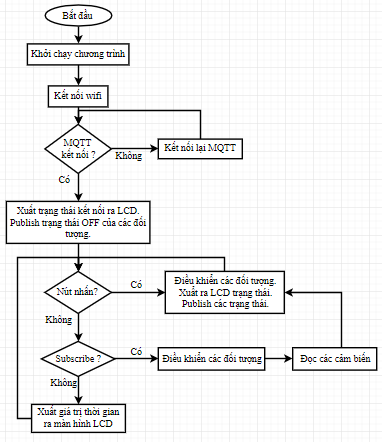 Bắt đầu
Khởi chạy chương trình
Kết nối wifi
MQTT
kết nối ?
Không
Kết nối lại MQTT
Có
Xuất trạng thái kết nối ra LCD.
Publish trạng thái OFF của các đối
tượng.
Nút nhấn?
Có
Điều khiển các đối tượng.
Xuất ra LCD trạng thái.
Publish các trạng thái.
Không
Subscribe ?
Có
Điều khiển các đối tượng
Đọc các cảm biến
Không
Xuất giá trị thời gian
ra màn hình LCD